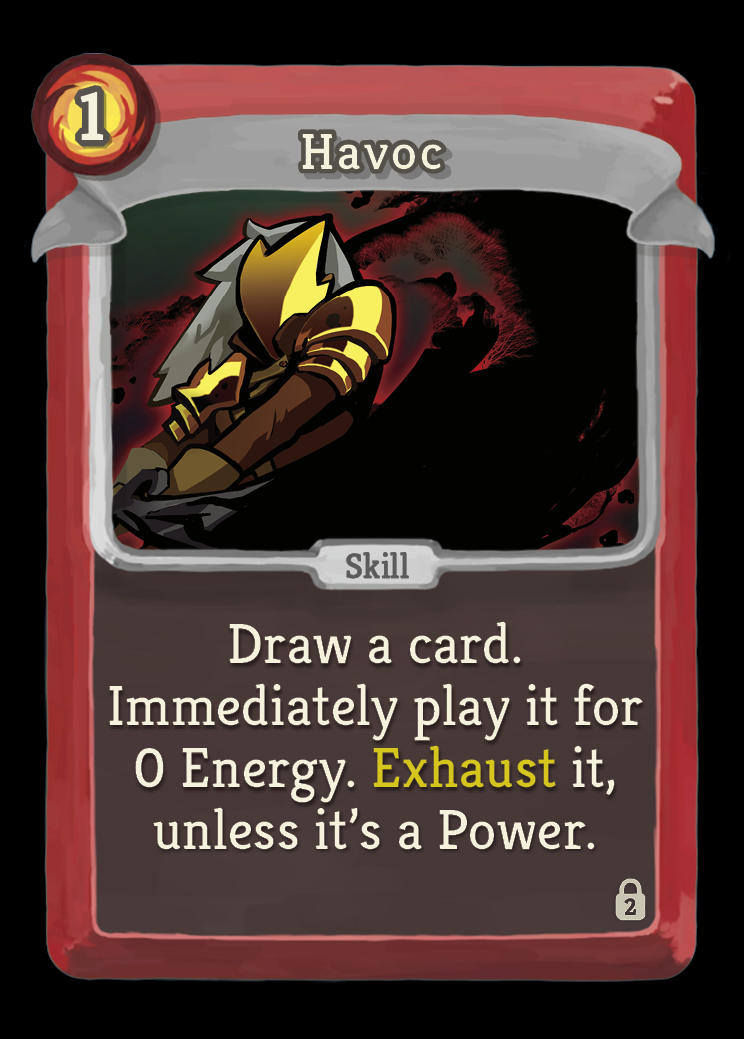 1
Havoc
Skill
Draw a card.
Immediately play it for
0 Energy. Exhaust it,
unless it’s a Power.
2